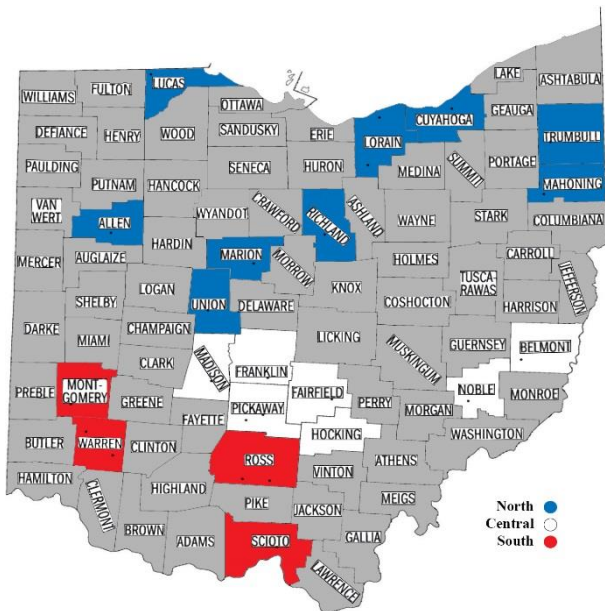 LAKE
ASHTABULA
LUCAS
FULTON
WILLIAMS
OTTAWA
CUYAHOGA
GEAUGA
DEFIANCE
HENRY
WOOD
SANDUSKY
ERIE
LORAIN
TRUMBULL
PAULDING
SENECA
HURON
MEDINA
SUMMIT
PORTAGE
MAHONING
PUTNAM
HANCOCK
VAN
WERT
ALLEN
WYANDOT
CRAWFORD
RICHLAND
ASHLAND
WAYNE
STARK
COLUMBIANA
HARDIN
MERCER
AUGLAIZE
MARION
MORROW
HOLMES
CARROLL
JEFFERSON
TUSCA-
RAWAS
LOGAN
SHELBY
UNION
DELAWARE
KNOX
COSHOCTON
HARRISON
DARKE
MIAMI
CHAMPAIGN
LICKING
MUSKINGUM
GUERNSEY
BELMONT
CLARK
MADISON
FRANKLIN
PREBLE
MONT-
GOMERY
GREENE
FAIRFIELD
PERRY
NOBLE
MONROE
FAYETTE
PICKAWAY
MORGAN
WASHINGTON
BUTLER
WARREN
CLINTON
HOCKING
ROSS
ATHENS
HAMILTON
VINTON
CLERMONT
HIGHLAND
PIKE
MEIGS
JACKSON
BROWN
ADAMS
SCIOTO
GALLIA
LAWRENCE
North
Central
South